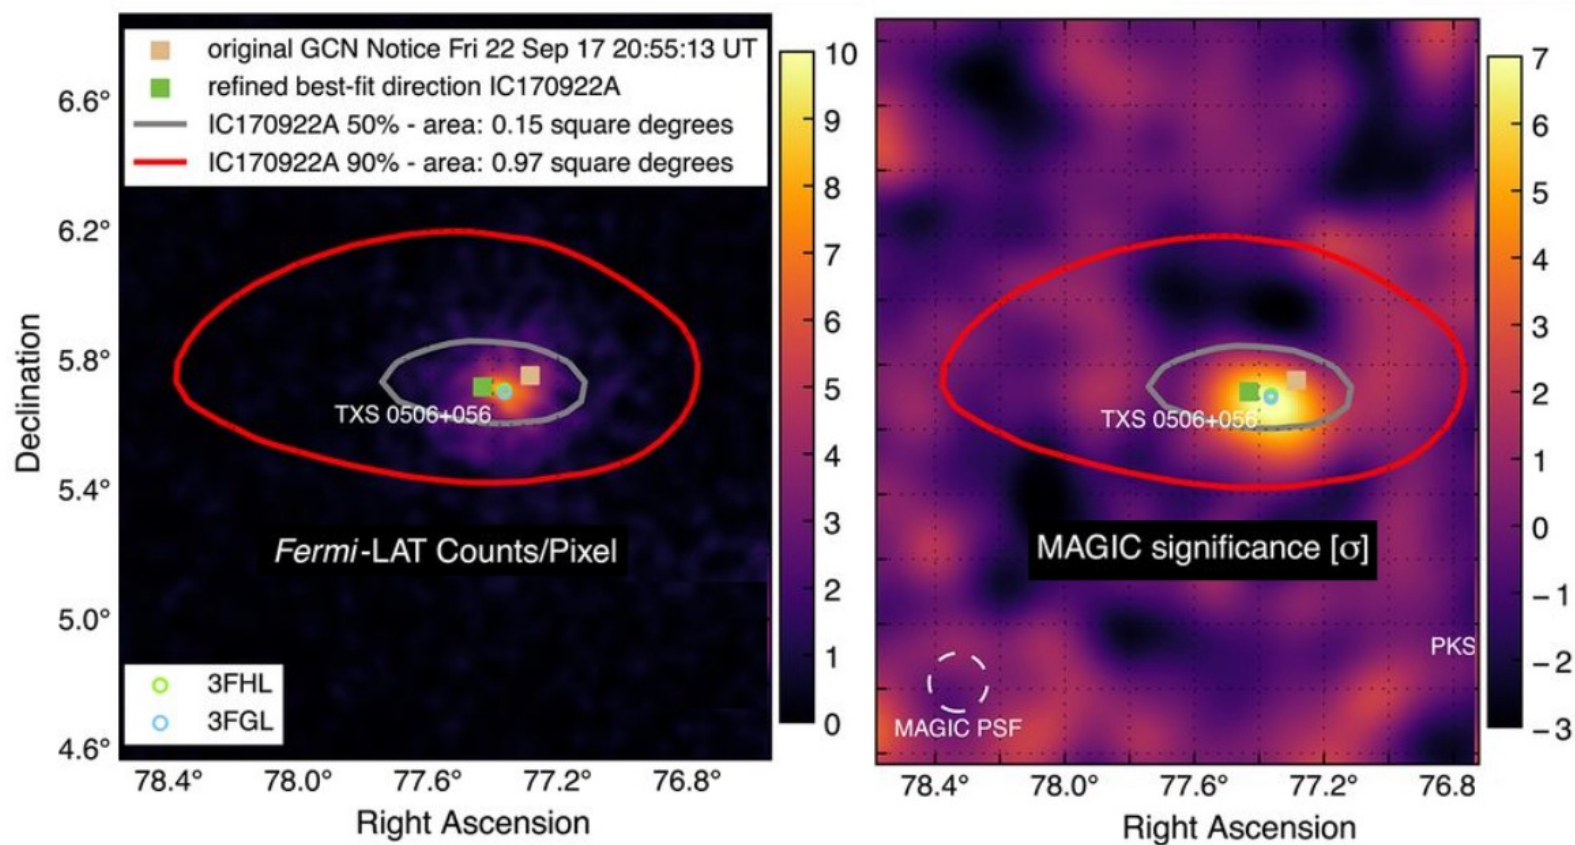 original GCN Notice Fri 22 Sep 17 20:55:13 UT
refined best-fit direction IC170922A
IC170922A 50% - area: 0.15 square degrees
IC170922A 90% - area: 0.97 square degrees
6.6°
6.2°
5.8°
5.4°
5.0°
4.6°
Declination
TXS 0506+056
Fermi-LAT Counts/Pixel
3FHL
3FGL
78.4° 78.0° 77.6° 77.2° 76.8°
Right Ascension
10
9
8
7
6
5
4
3
2
1
0
TXS 0506+056
MAGIC significance [σ]
PKS
MAGIC PSF
78.4° 78.0° 77.6° 77.2° 76.8
Right Ascension
7
6
5
4
3
2
1
0
−1
−2
−3